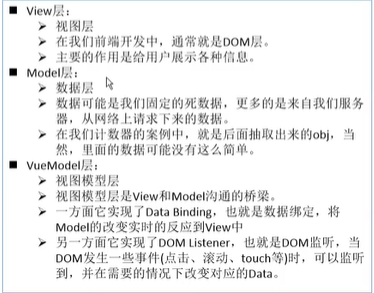 View层：
视图层
在我们前端开发中，通常就是DOM层。
主要的作用是给用户展示各种信息。
Model层：
数据层
数据可能是我们固定的死数据，更多的是来自我们服务
器，从网络上请求下来的数据。
在我们计数器的案例中，就是后面抽取出来的obj，当
然，里面的数据可能没有这么简单。
VueModel层：
视图模型层
视图模型层是View和Model沟通的桥梁。
一方面它实现了Data Binding，也就是数据绑定，将
Model的改变实时的反应到View中
另一方面它实现了DOM Listener，也就是DOM监听，当
DOM发生一些事件(点击、滚动、touch等)时，可以监听
到，并在需要的情况下改变对应的Data。